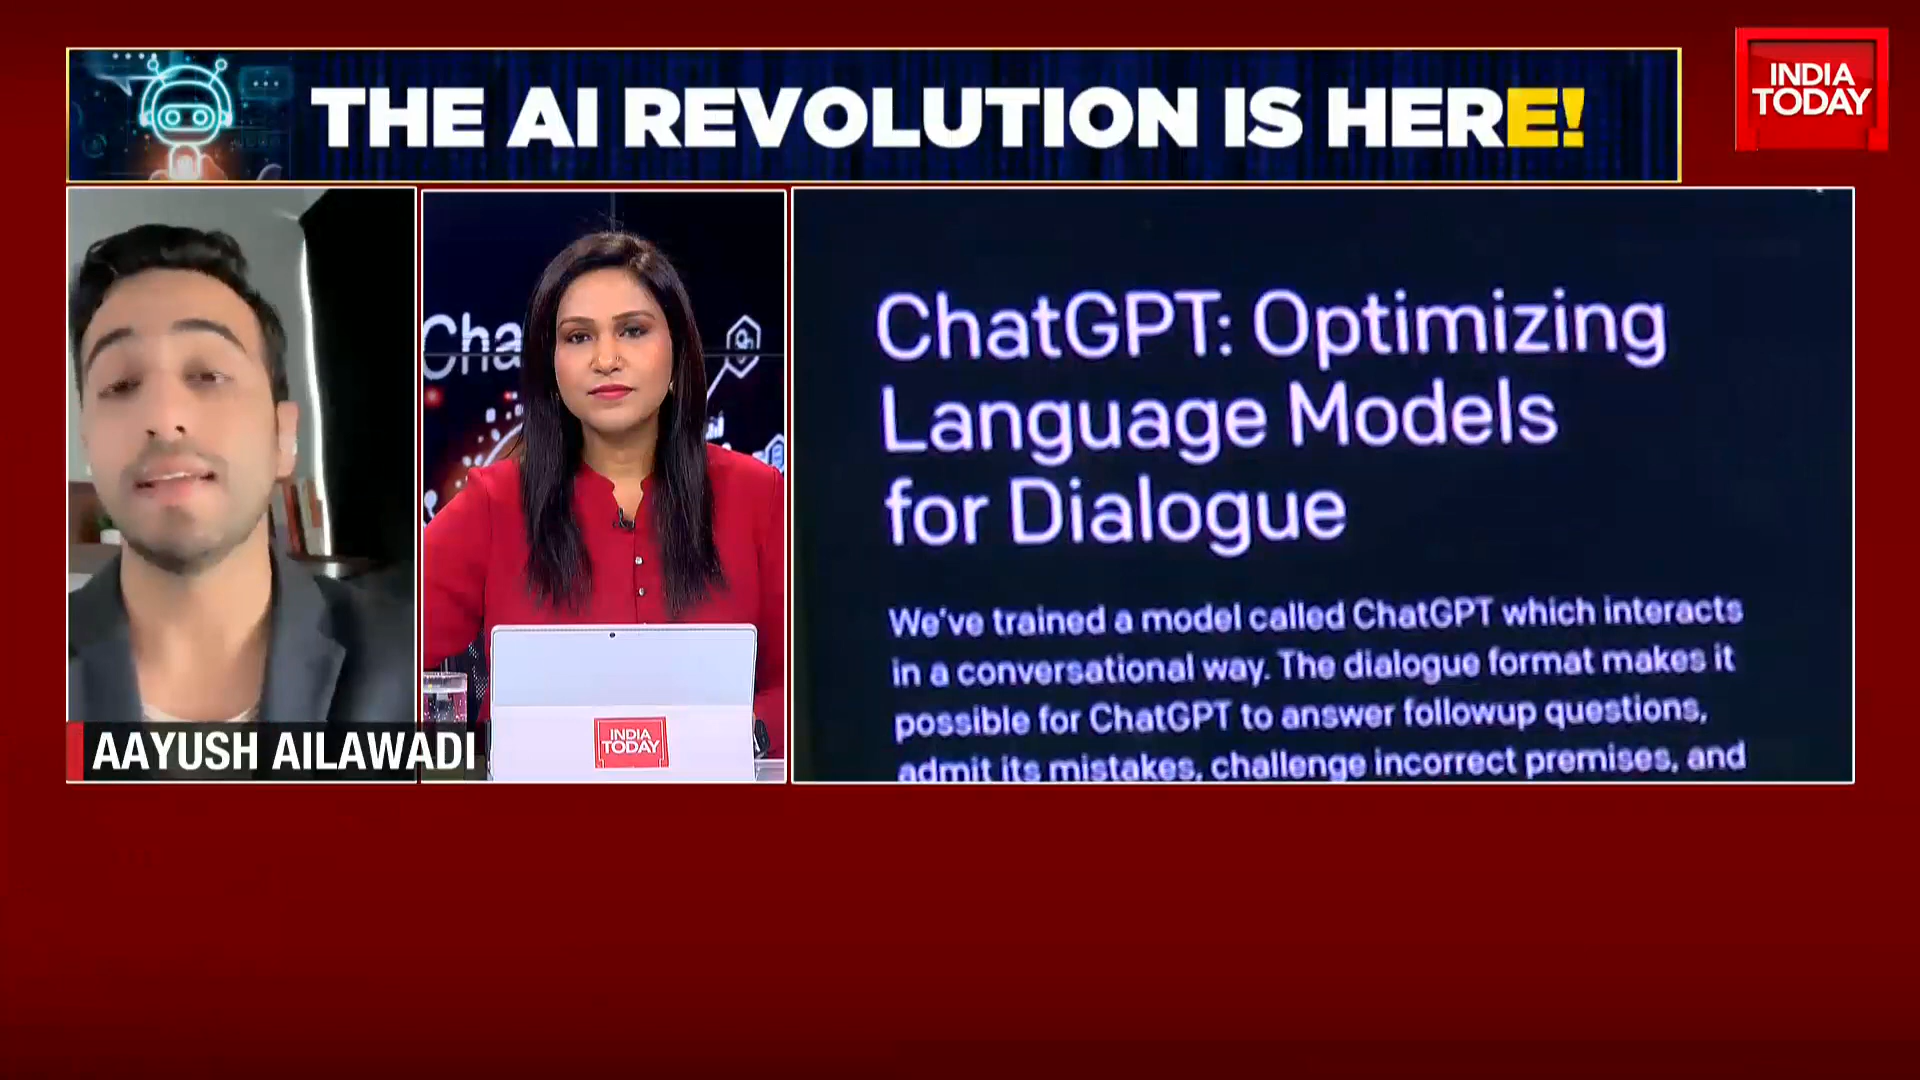 THE AI REVOLUTION IS HERE!
INDIA
TODAY
Cha
ChatGPT: Optimizing
Language Models
for Dialogue
We've trained a model called ChatGPT which interacts
in a conversational way. The dialogue format makes it
possible for ChatGPT to answer followup questions,
admit its mistakes, challenge incorrect premises, and
AAYUSH AILAWADI
INDIA
TODAY